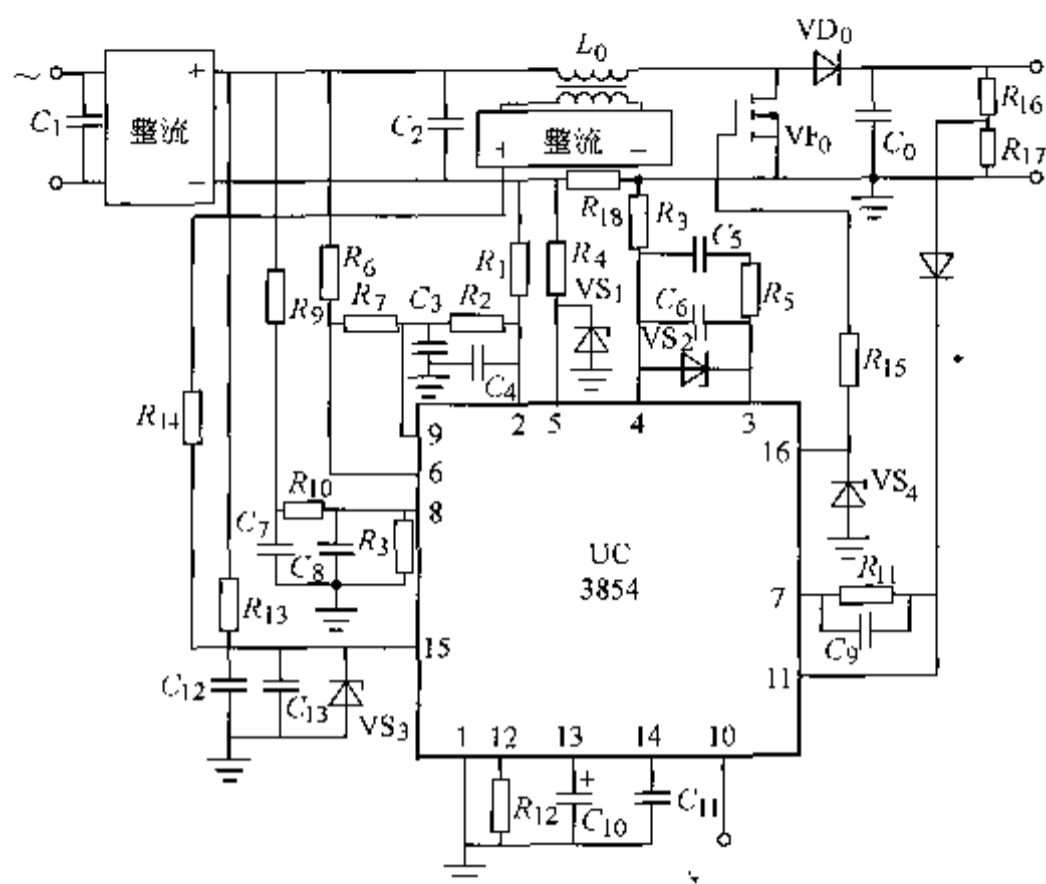 VD0
L0
~
+
C1
整流
C2
整流
+
−
VF0
C0
R16
R17
−
R18
R3
C5
R6
R1
R4
VS1
R5
R9
R7
C3
R2
C6
VS2
C4
R15
R14
2
5
4
3
9
16
6
VS4
R10
8
C7
C8
R3
UC
3854
R11
7
R13
C9
15
11
C12
C13
VS3
1
12
13
14
10
+
R12
C10
C11